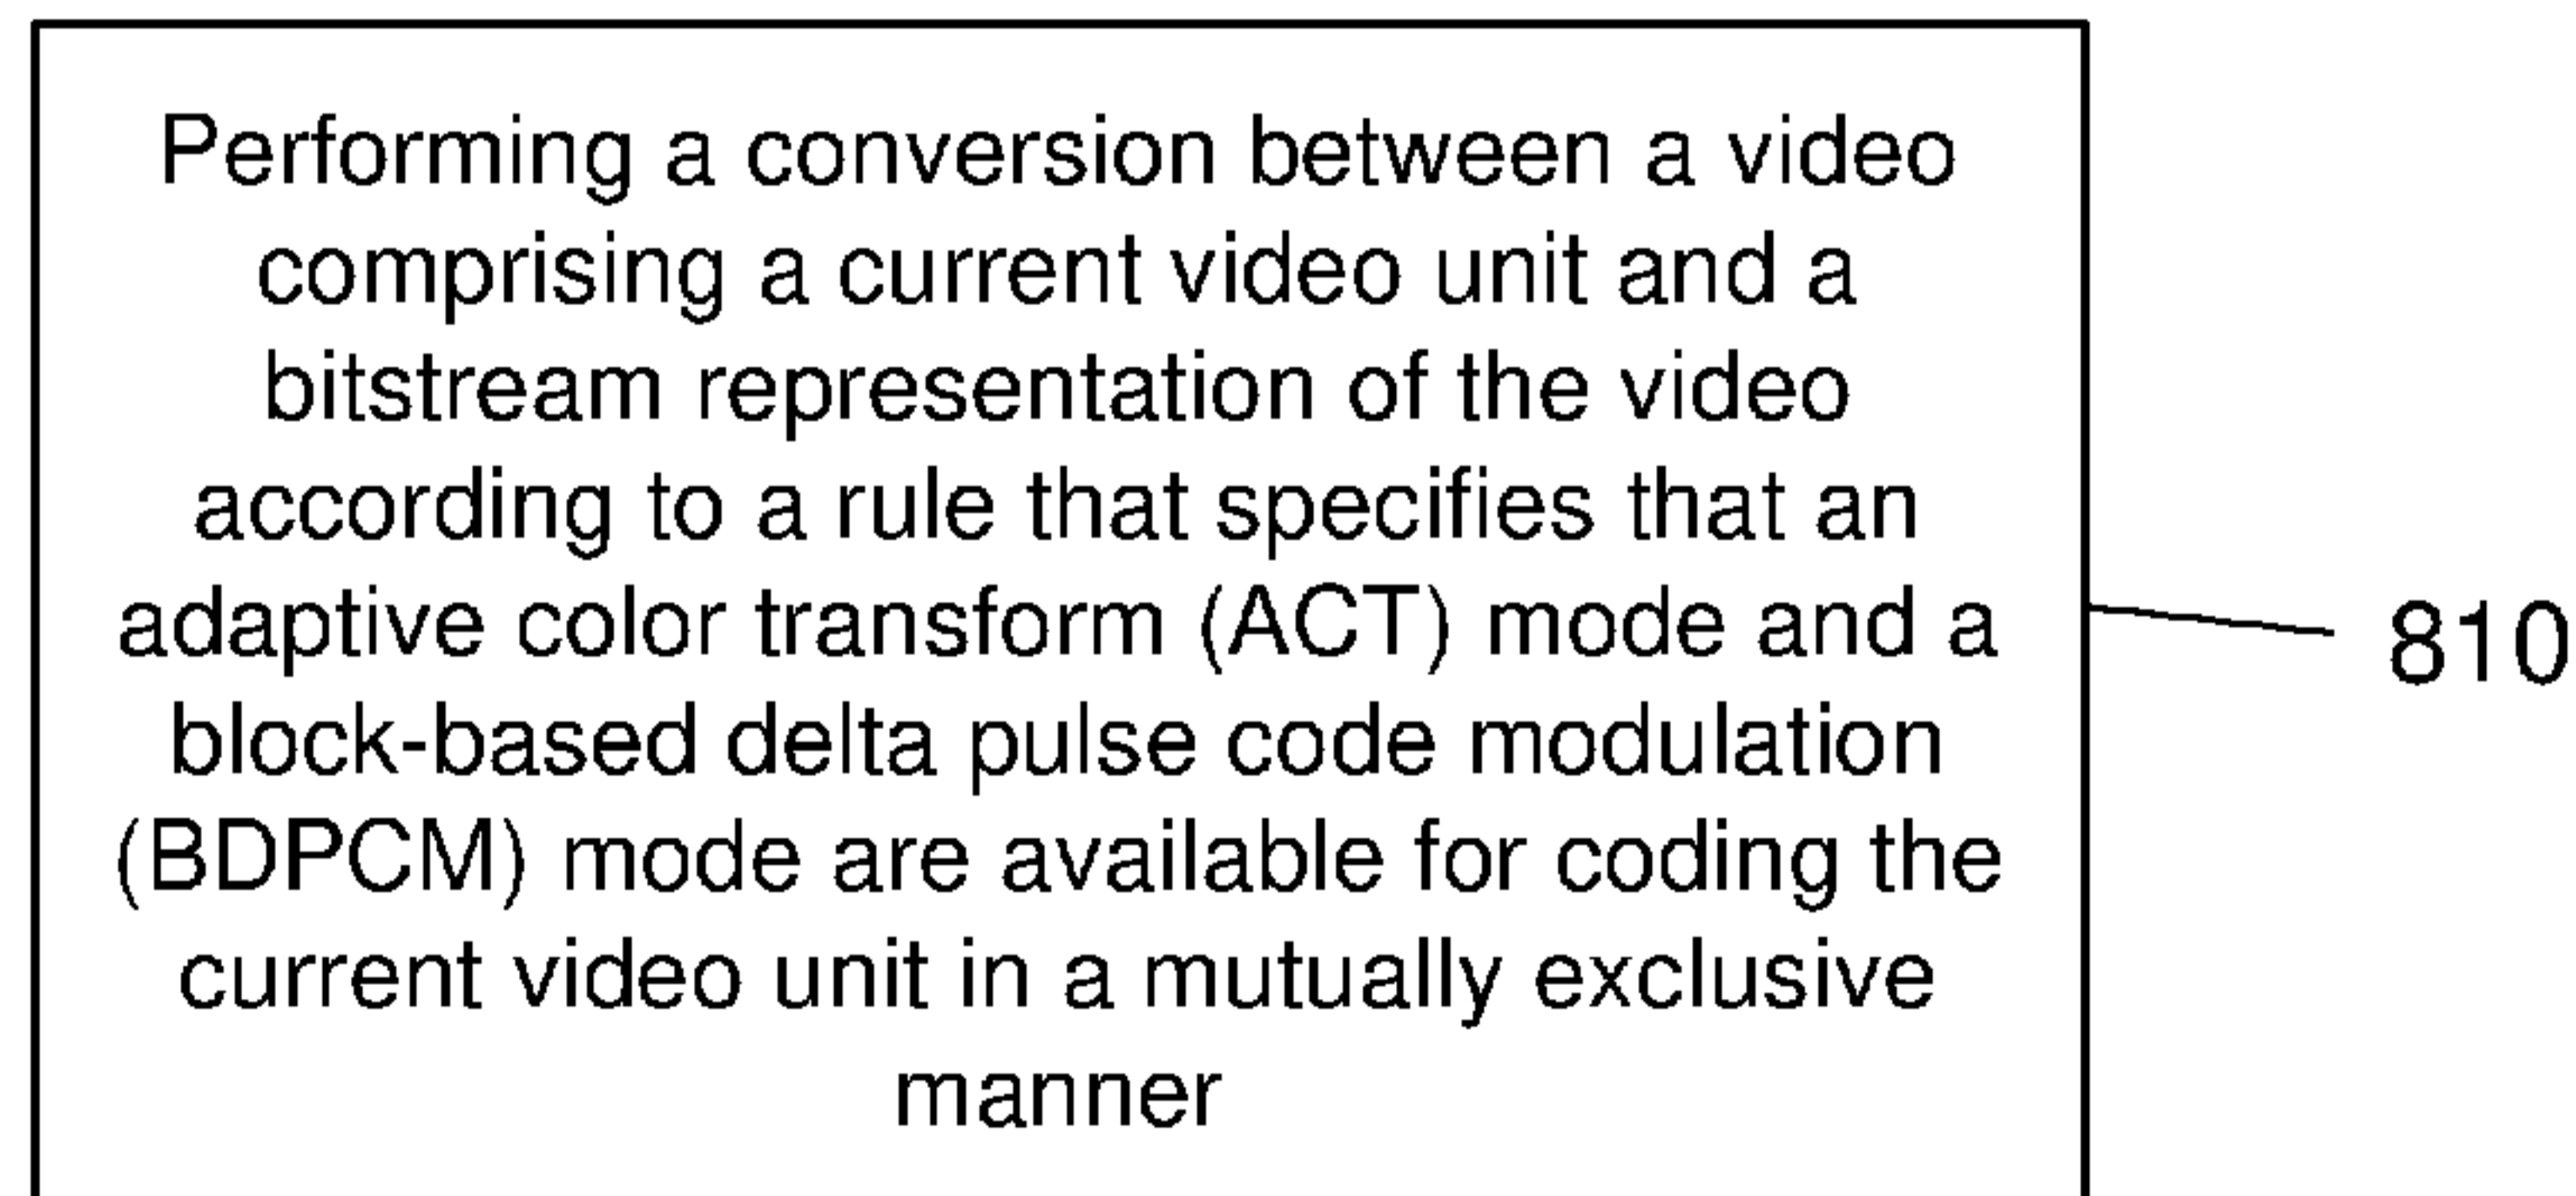 Performing a conversion between a video
comprising a current video unit and a
bitstream representation of the video
according to a rule that specifies that an
adaptive color transform (ACT) mode and a
block-based delta pulse code modulation
(BDPCM) mode are available for coding the
current video unit in a mutually exclusive
manner
810